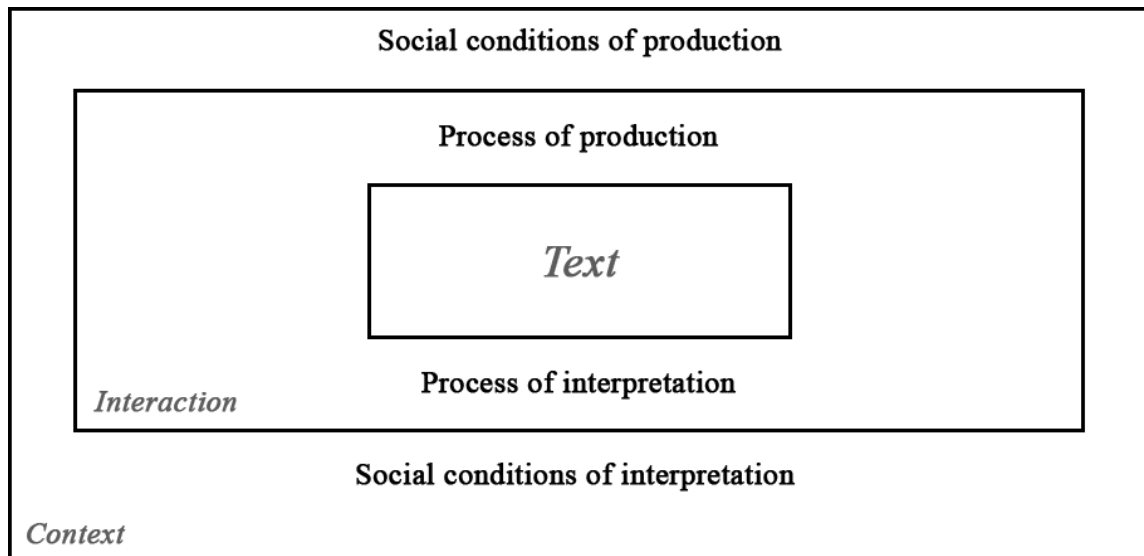 Social conditions of production
Process of production
Text
Process of interpretation
Interaction
Social conditions of interpretation
Context